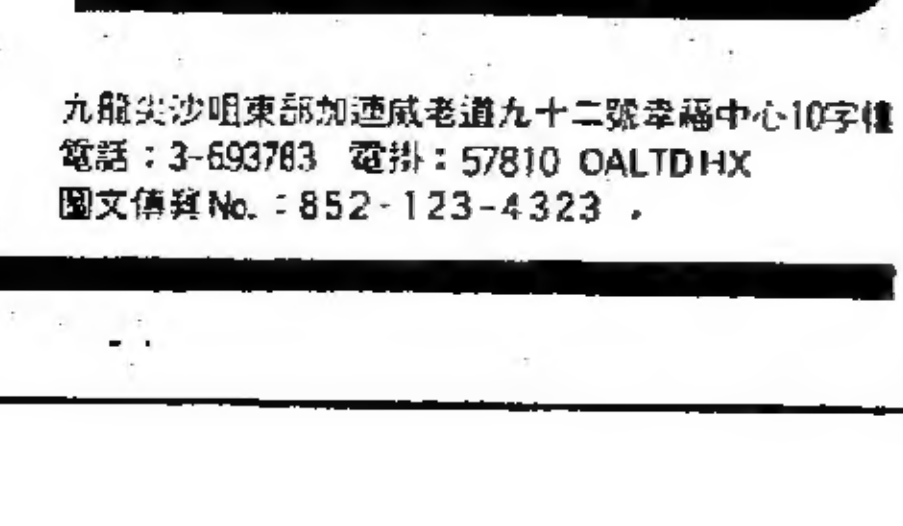 九龍尖沙咀東部加連威老道九十二號幸福中心10字樓
電話：3-693783 電掛：57810 OALTD HX
圖文傳真No.：852-123-4323